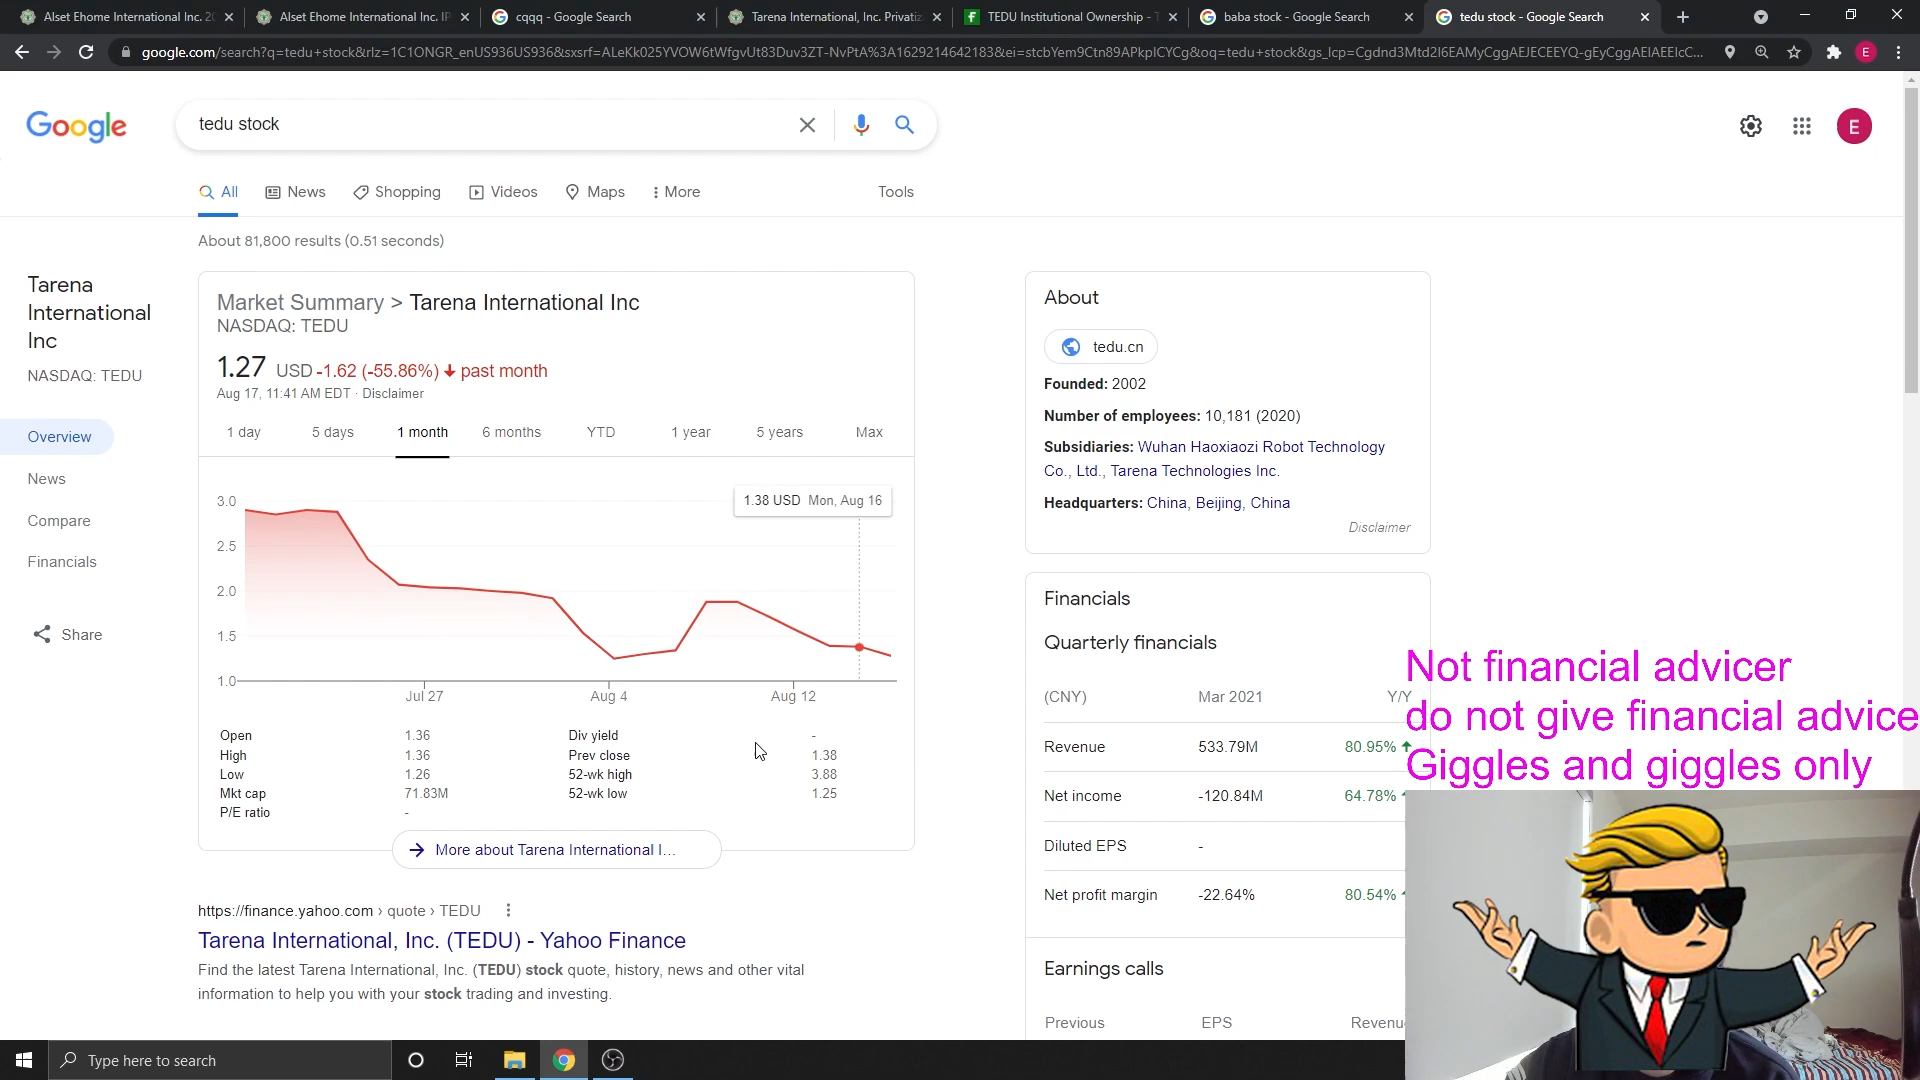 Alset Ehome International Inc. 20
Alset Ehome International Inc. IP
cqqq - Google Search
Tarena International, Inc. Privatiz
TEDU Institutional Ownership - T
baba stock - Google Search
tedu stock - Google Search
google.com/search?q=tedu+stock&rlz=1C1ONGR_enUS936US936&sxsrf=ALeKk025YVOW6tWfgvUt83Duv3ZT-NvPtA%3A1629214642183&ei=stcbYem9Ctn89APkpICYCg&oq=tedu+stock&gs_lcp=Cgdnd3Mtd2l6EAMyCggAEJECEEYQ-gEyCggAEIAEEIcC...
E
Google
tedu stock
E
All
News
Shopping
Videos
Maps
More
Tools
About 81,800 results (0.51 seconds)
Tarena
International
Inc
NASDAQ: TEDU
Overview
News
Compare
Financials
Share
Market Summary > Tarena International Inc
NASDAQ: TEDU
1.27 USD -1.62 (-55.86%) past month
Aug 17, 11:41 AM EDT · Disclaimer
1 day
5 days
1 month
6 months
YTD
1 year
5 years
Max
1.38 USD Mon, Aug 16
3.0
2.5
2.0
1.5
1.0
Jul 27
Aug 4
Aug 12
Open 1.36 Div yield -
High 1.36 Prev close 1.38
Low 1.26 52-wk high 3.88
Mkt cap 71.83M 52-wk low 1.25
P/E ratio -
More about Tarena International I...
https://finance.yahoo.com › quote › TEDU
Tarena International, Inc. (TEDU) - Yahoo Finance
Find the latest Tarena International, Inc. (TEDU) stock quote, history, news and other vital
information to help you with your stock trading and investing.
About
tedu.cn
Founded: 2002
Number of employees: 10,181 (2020)
Subsidiaries: Wuhan Haoxiaozi Robot Technology
Co., Ltd., Tarena Technologies Inc.
Headquarters: China, Beijing, China
Disclaimer
Financials
Quarterly financials
(CNY) Mar 2021 Y/Y
Revenue 533.79M 80.95%
Net income -120.84M 64.78%
Diluted EPS -
Net profit margin -22.64% 80.54%
Earnings calls
Previous EPS Revenu
Not financial advicer
do not give financial advice
Giggles and giggles only
Type here to search